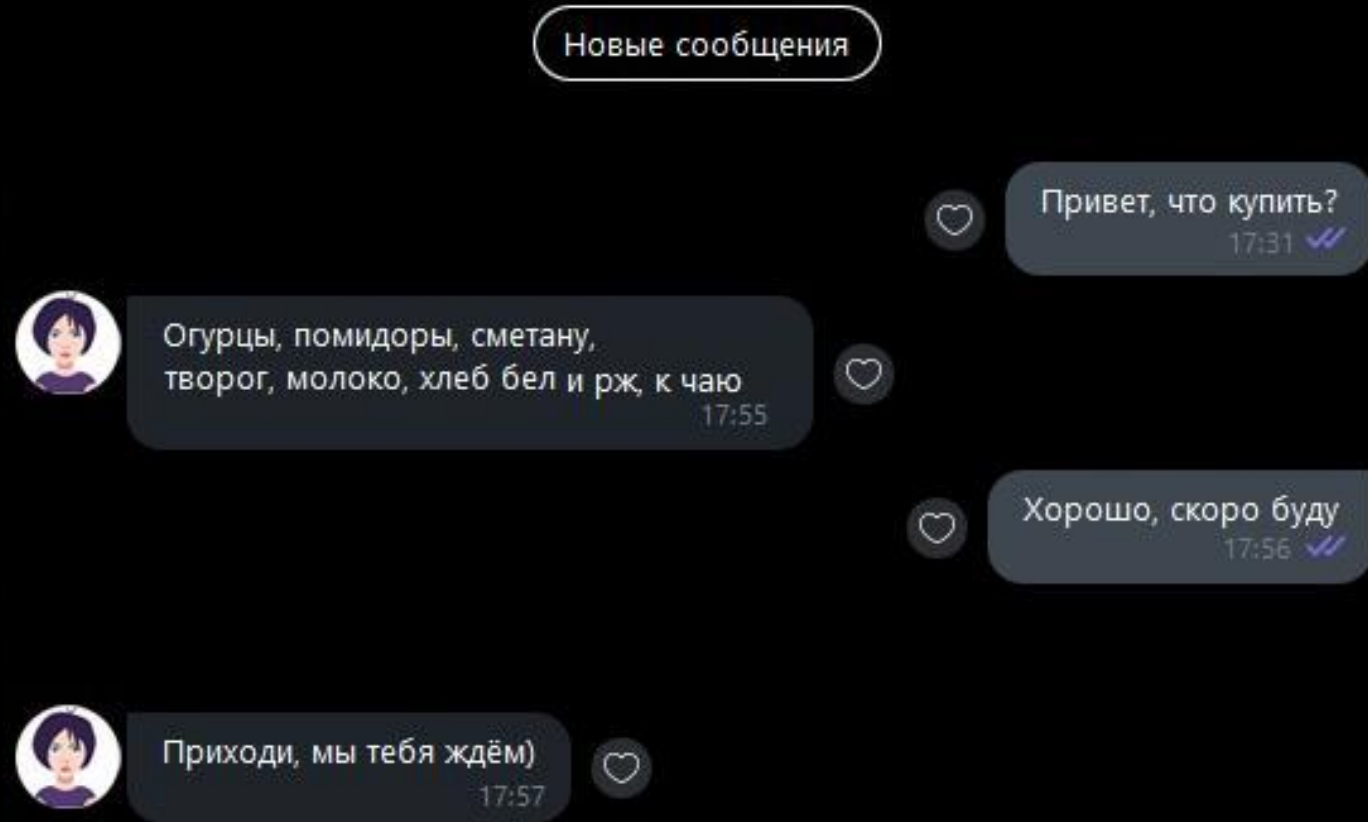 Новые сообщения
Привет, что купить?
17:31
Огурцы, помидоры, сметану,
творог, молоко, хлеб бел и рж, к чаю
17:55
Хорошо, скоро буду
17:56
Приходи, мы тебя ждём)
17:57